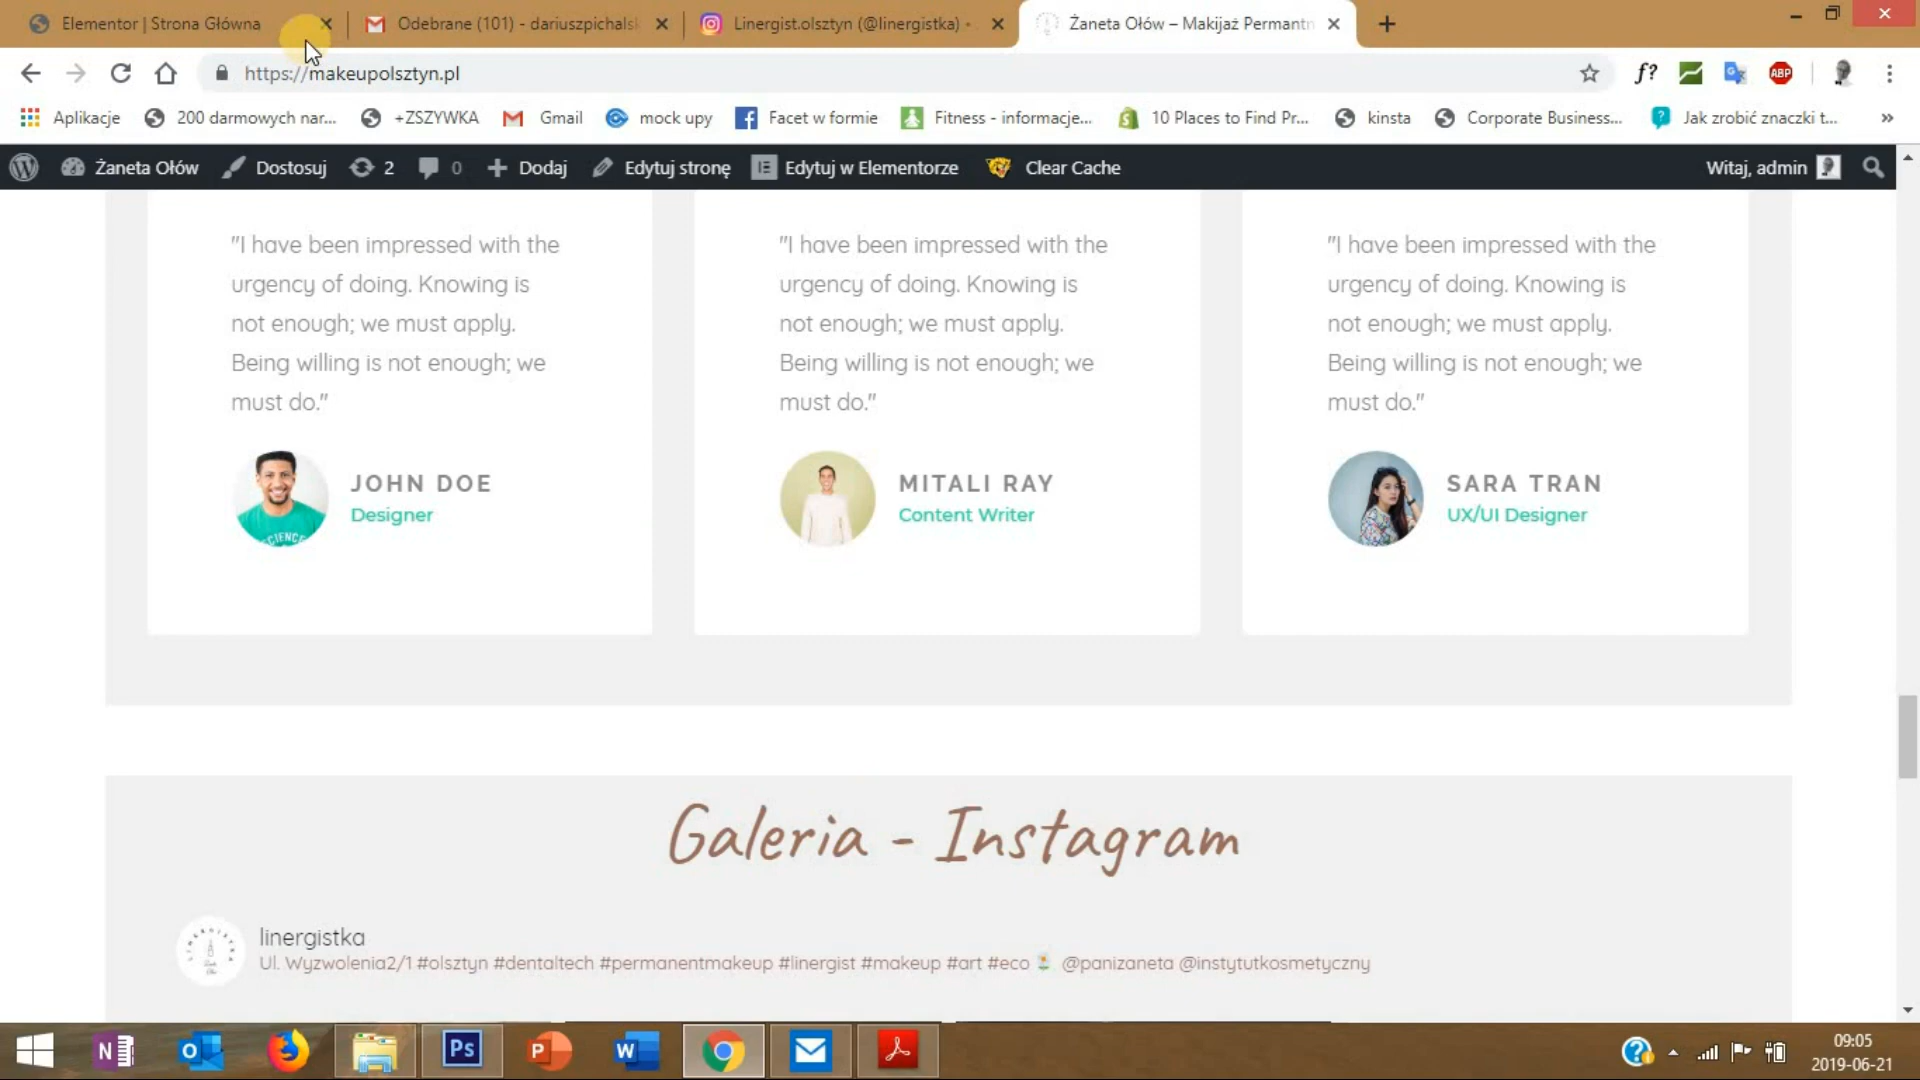 Elementor | Strona Główna
Odebrane (101) - dariuszpichalsk
Linergist.olsztyn (@linergistka) •
Żaneta Ołów – Makijaż Permantn
https://makeupolsztyn.pl
f?
ABP
Aplikacje
200 darmowych nar...
+ZSZYWKA
Gmail
mock upy
Facet w formie
Fitness - informacje...
10 Places to Find Pr...
kinsta
Corporate Business...
Jak zrobić znaczki t...
»
Żaneta Ołów
Dostosuj
2
0
Dodaj
Edytuj stronę
Edytuj w Elementorze
Clear Cache
Witaj, admin
"I have been impressed with the
urgency of doing. Knowing is
not enough; we must apply.
Being willing is not enough; we
must do."
JOHN DOE
Designer
"I have been impressed with the
urgency of doing. Knowing is
not enough; we must apply.
Being willing is not enough; we
must do."
MITALI RAY
Content Writer
"I have been impressed with the
urgency of doing. Knowing is
not enough; we must apply.
Being willing is not enough; we
must do."
SARA TRAN
UX/UI Designer
Galeria - Instagram
linergistka
Ul. Wyzwolenia2/1 #olsztyn #dentaltech #permanentmakeup #linergist #makeup #art #eco @panizaneta @instytutkosmetyczny
09:05
2019-06-21